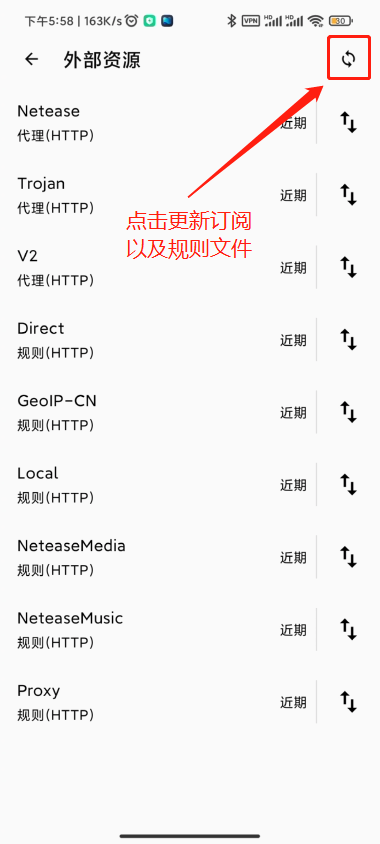 下午5:58 | 163K/s
VPN HD HD 30
外部资源
Netease
代理(HTTP)
近期
Trojan
代理(HTTP)
近期
点击更新订阅
以及规则文件
V2
代理(HTTP)
近期
Direct
规则(HTTP)
近期
GeoIP-CN
规则(HTTP)
近期
Local
规则(HTTP)
近期
NeteaseMedia
规则(HTTP)
近期
NeteaseMusic
规则(HTTP)
近期
Proxy
规则(HTTP)
近期